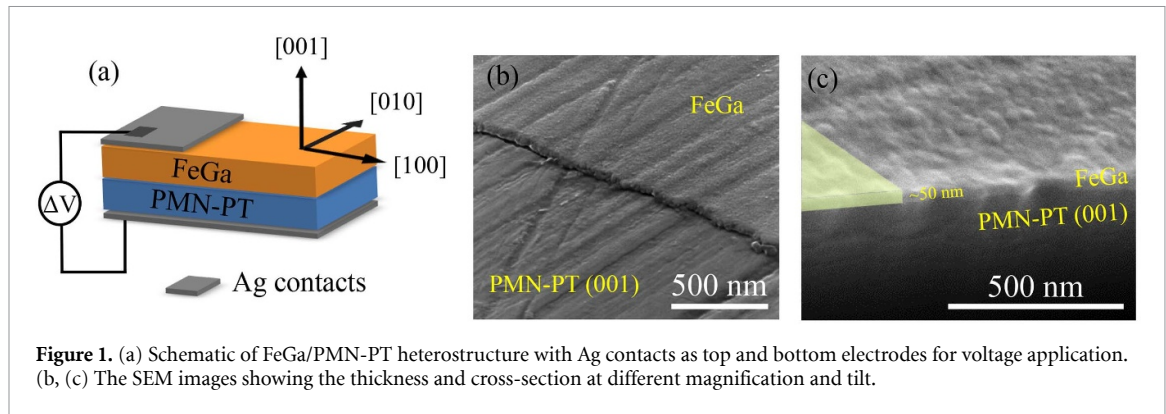 (a)
[001]
[010]
[100]
FeGa
PMN-PT
ΔV
Ag contacts
(b)
FeGa
PMN-PT (001)
500 nm
(c)
~50 nm
FeGa
PMN-PT (001)
500 nm
Figure 1. (a) Schematic of FeGa/PMN-PT heterostructure with Ag contacts as top and bottom electrodes for voltage application.
(b, c) The SEM images showing the thickness and cross-section at different magnification and tilt.